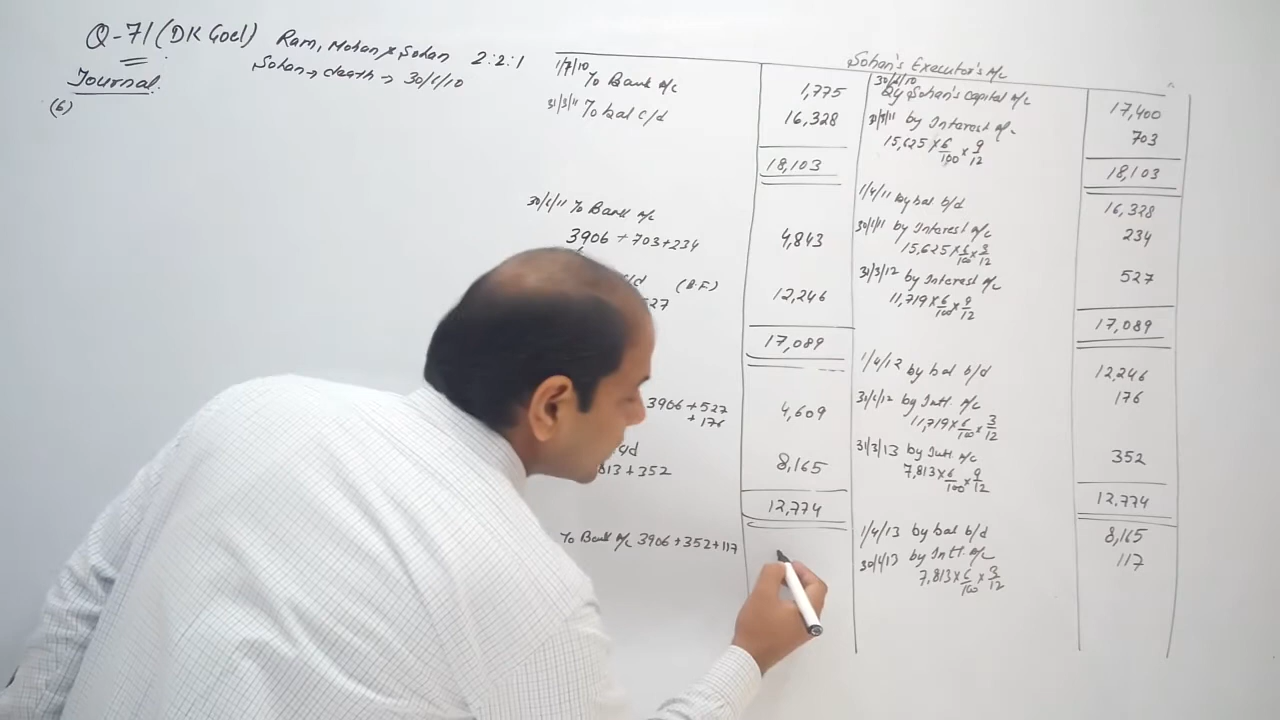 Q-71 (DK Goel) Ram, Mohan & Sohan 2:2:1
Sohan → death → 30/6/10
Journal.
(6)
Sohan's Executor's A/c
1/7/10 To Bank A/c 1,775
31/3/11 To bal c/d 16,328
18,103
30/6/11 To Bank A/c
3906 + 703 + 234 4,843
c/d (B.F) 12,246
527
17,089
3906 + 527
+ 176 4,609
c/d
813 + 352 8,165
12,774
To Bank A/c 3906 + 352 + 117
30/6/10
By Sohan's Capital A/c 17,400
31/3/11 by Interest A/c 703
15,625 × 6/100 × 9/12
18,103
1/4/11 by bal b/d 16,328
30/6/11 by Interest A/c 234
15,625 × 6/100 × 3/12
31/3/12 by Interest A/c 527
11,719 × 6/100 × 9/12
17,089
1/4/12 by bal b/d 12,246
30/6/12 by Intt. A/c 176
11,719 × 6/100 × 3/12
31/3/13 by Intt. A/c 352
7,813 × 6/100 × 9/12
12,774
1/4/13 by bal b/d 8,165
by Intt. A/c 117
7,813 × 6/100 × 3/12